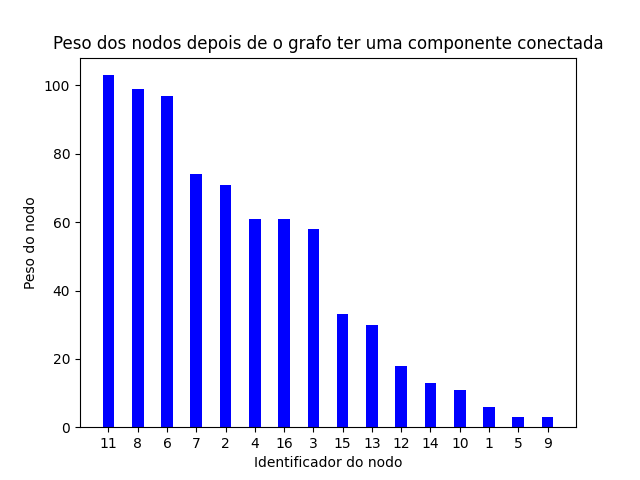 Peso dos nodos depois de o grafo ter uma componente conectada
100
80
60
40
20
0
Peso do nodo
11 8 6 7 2 4 16 3 15 13 12 14 10 1 5 9
Identificador do nodo